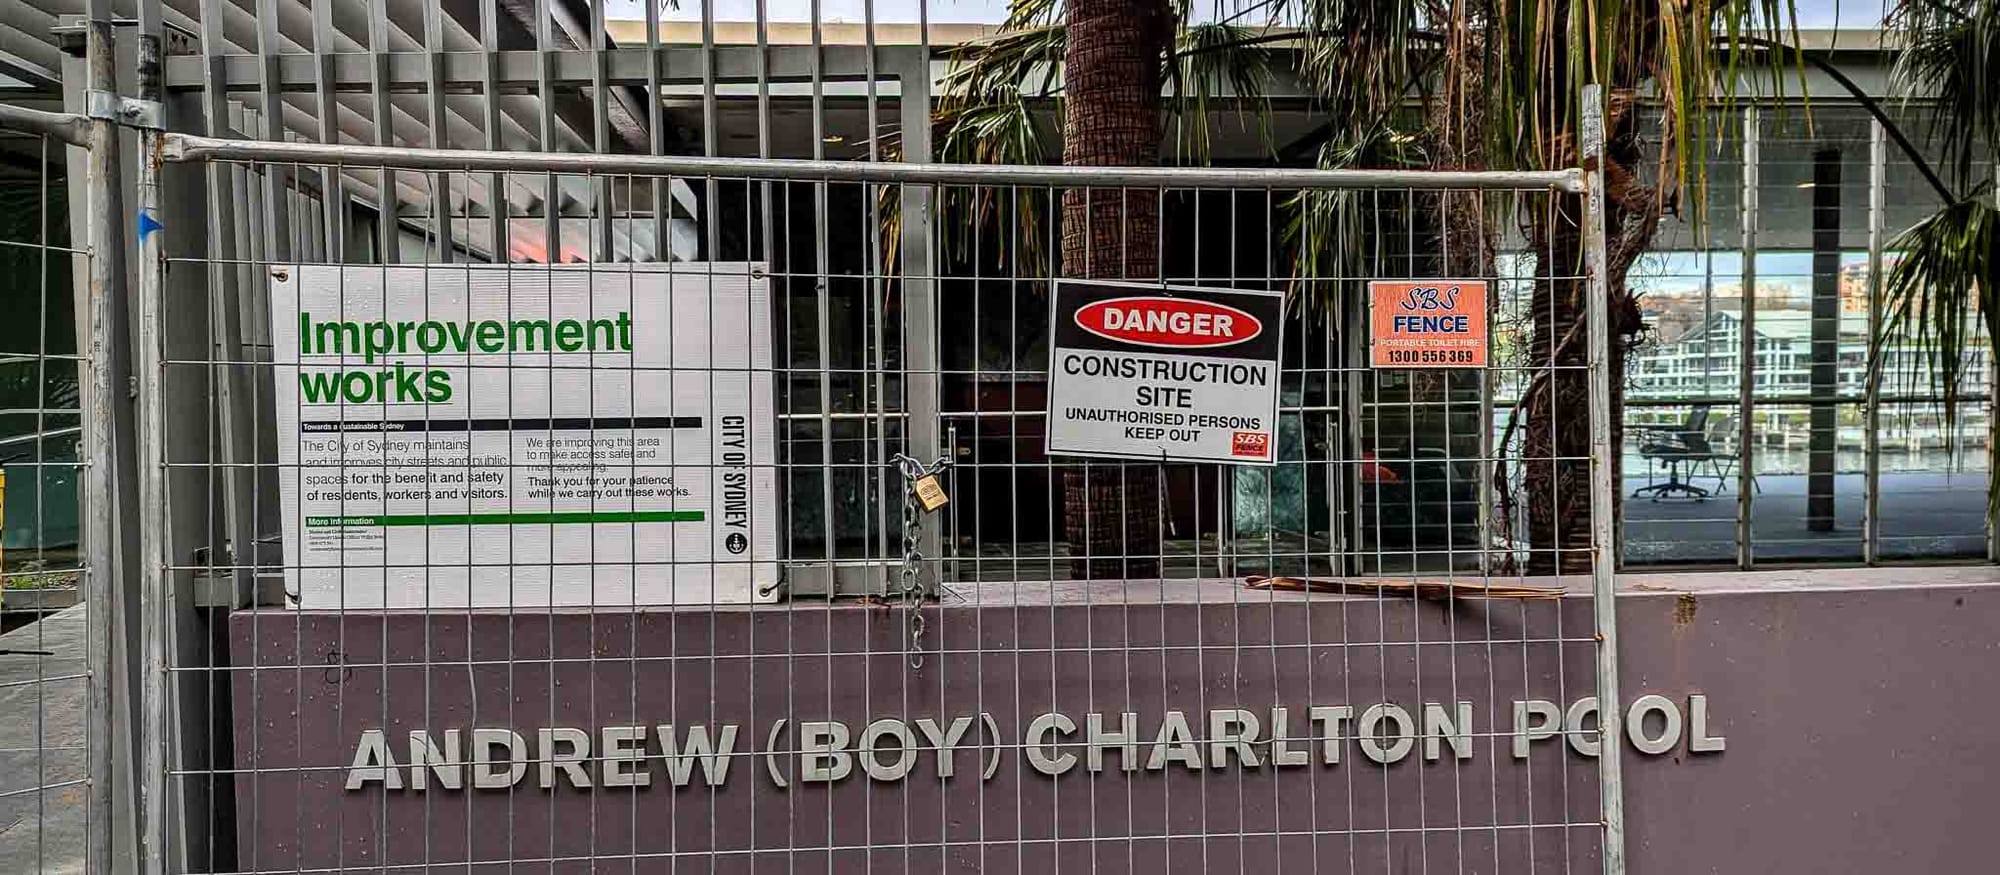 Improvement
works
Towards a Sustainable Sydney
The City of Sydney maintains
and improves city streets and public
spaces for the benefit and safety
of residents, workers and visitors.
We are improving this area
to make access safer and
more appealing.
Thank you for your patience
while we carry out these works.
More information
CITY OF SYDNEY
DANGER
CONSTRUCTION
SITE
UNAUTHORISED PERSONS
KEEP OUT
SBS
FENCE
SBS
FENCE
PORTABLE TOILET HIRE
1300 556 369
ANDREW (BOY) CHARLTON POOL